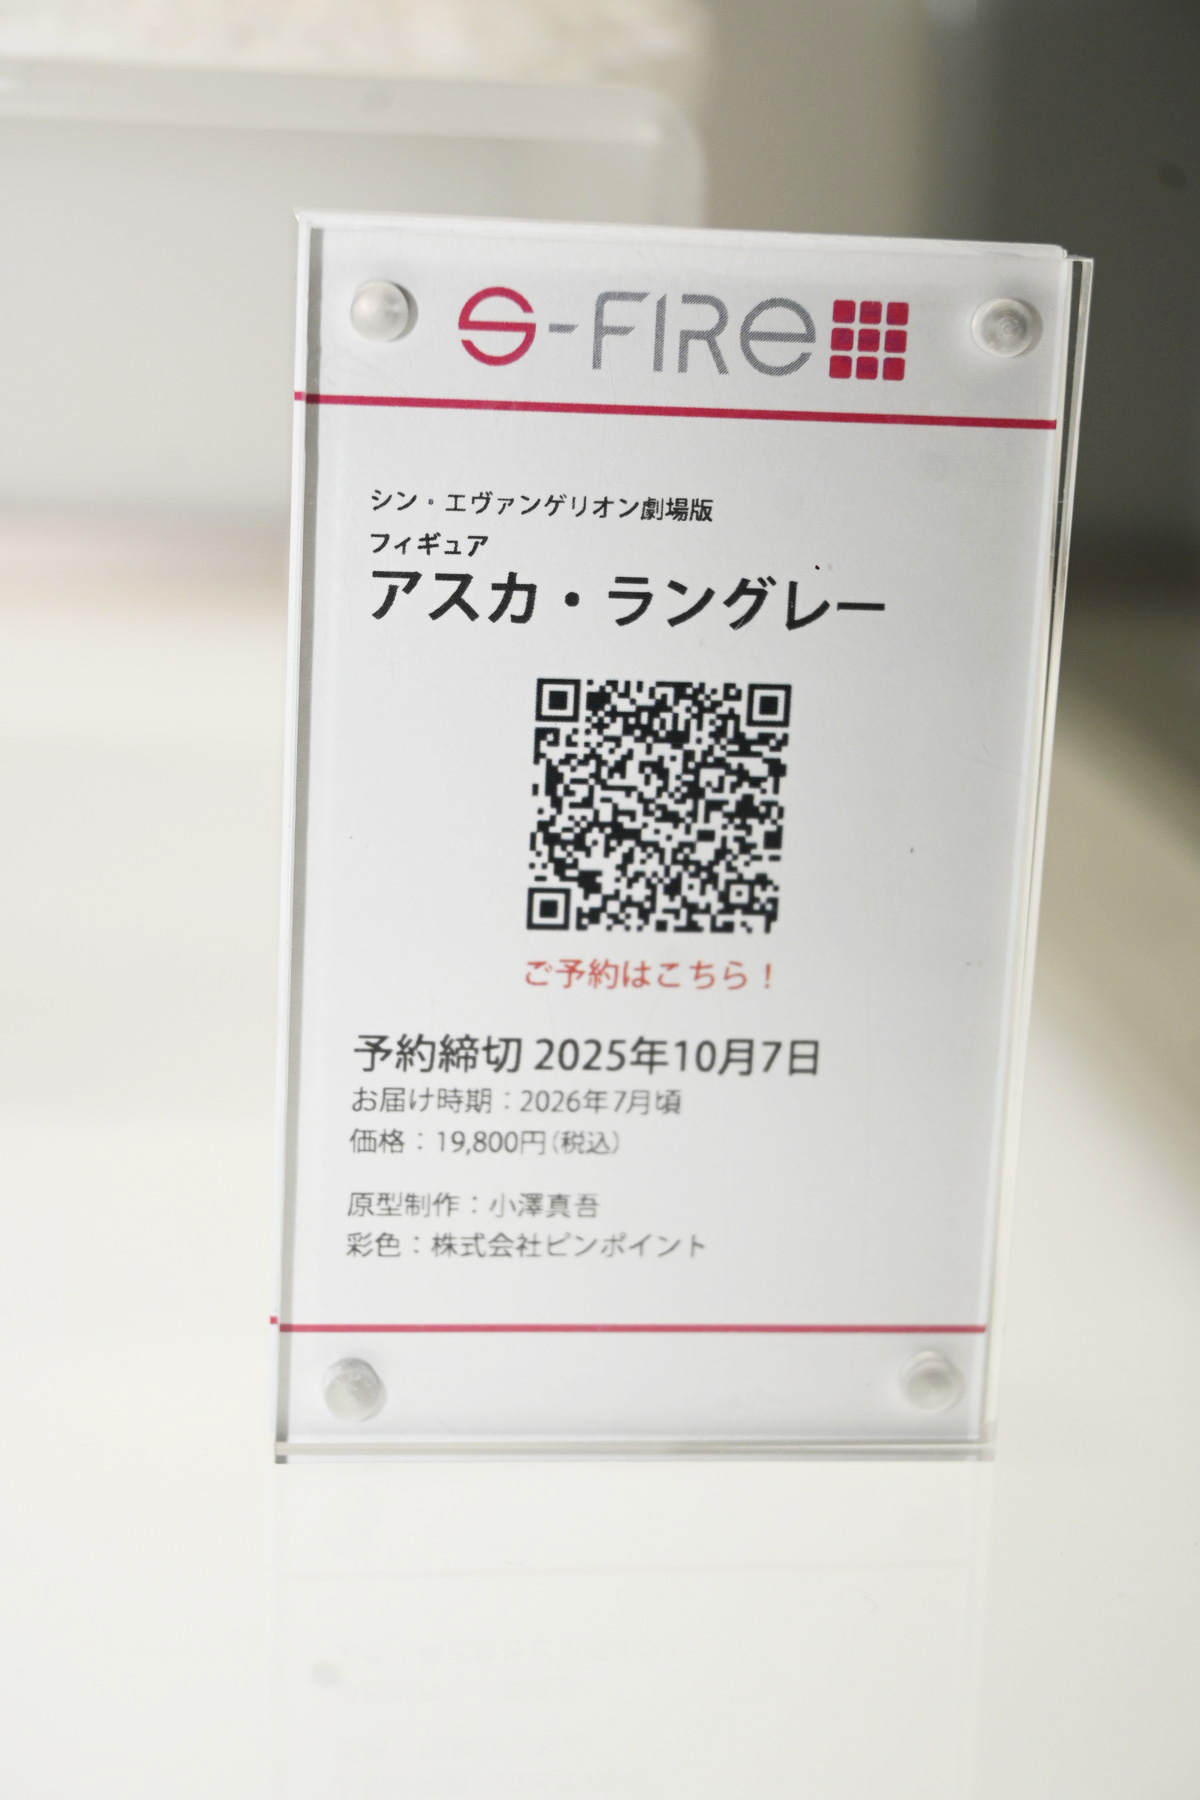 S-FIRE
シン・エヴァンゲリオン劇場版
フィギュア
アスカ・ラングレー
ご予約はこちら！
予約締切 2025年10月7日
お届け時期：2026年7月頃
価格：19,800円（税込）
原型制作：小澤真吾
彩色：株式会社ピンポイント